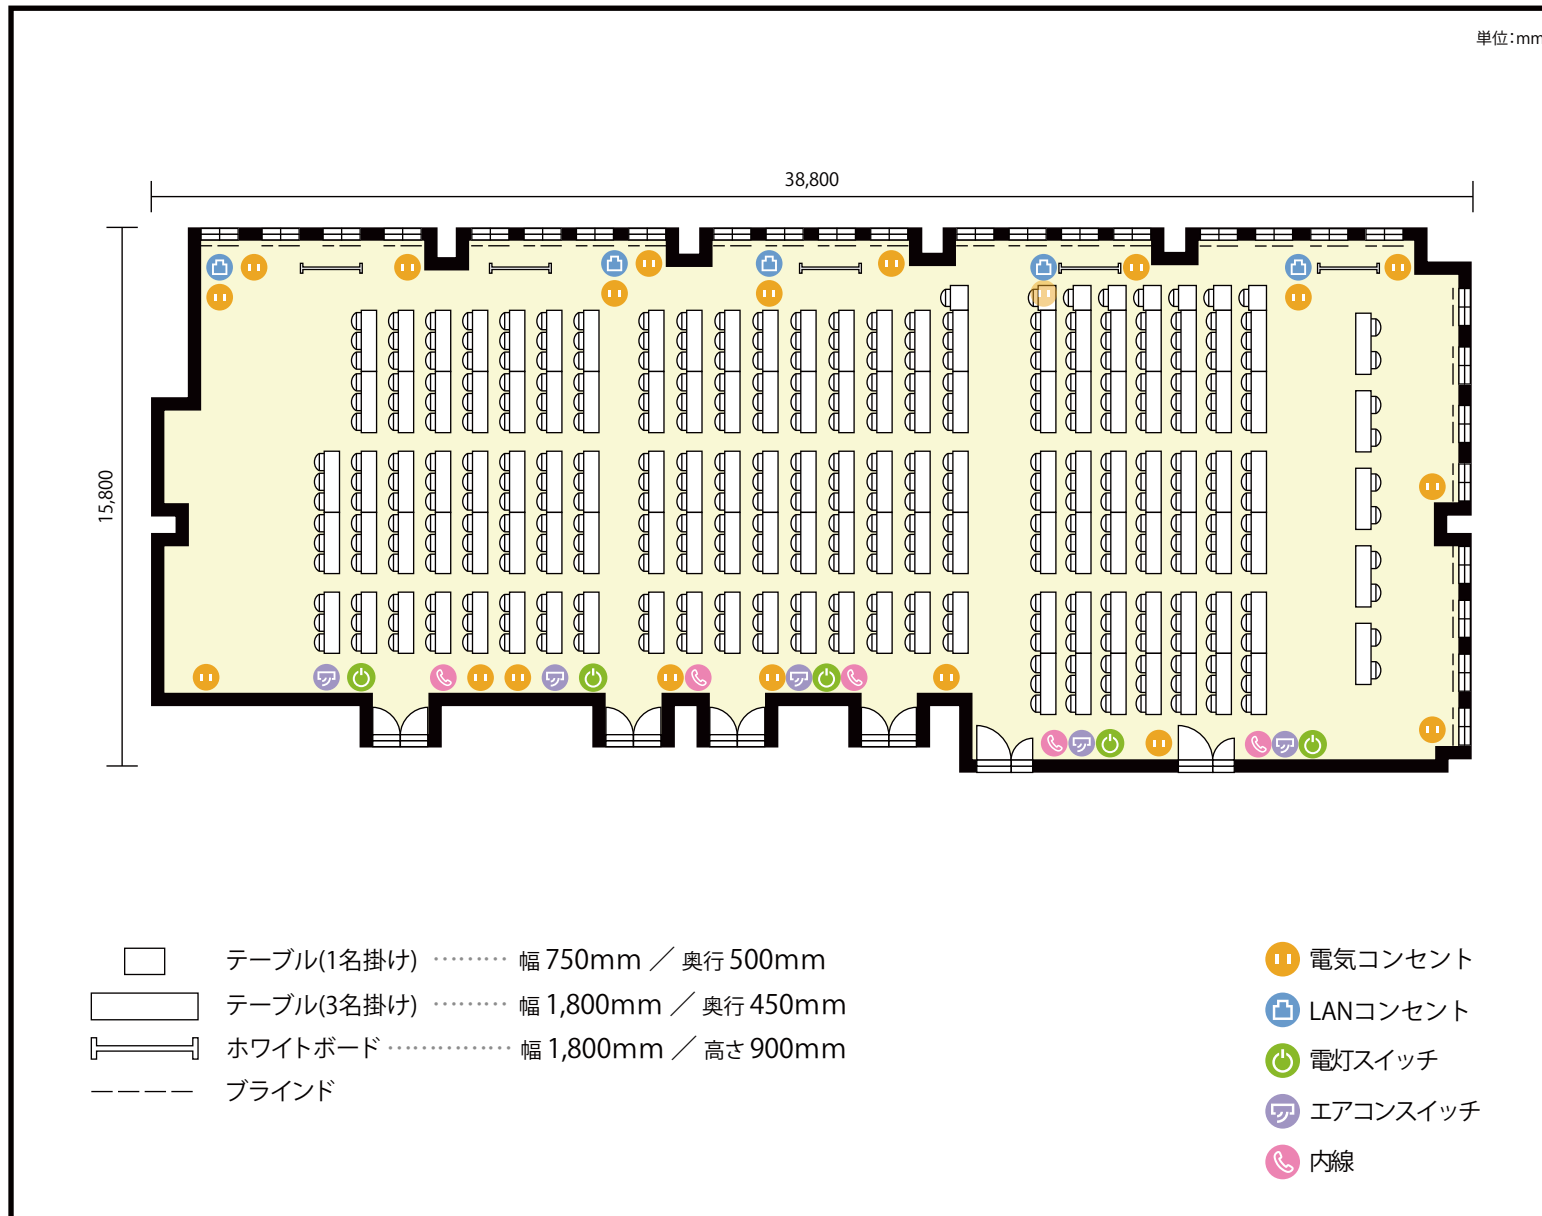 単位：mm
38,800
15,800
テーブル(1名掛け) ········· 幅 750mm ／ 奥行 500mm
テーブル(3名掛け) ········· 幅 1,800mm ／ 奥行 450mm
ホワイトボード ··············· 幅 1,800mm ／ 高さ 900mm
ブラインド
電気コンセント
LANコンセント
電灯スイッチ
エアコンスイッチ
内線